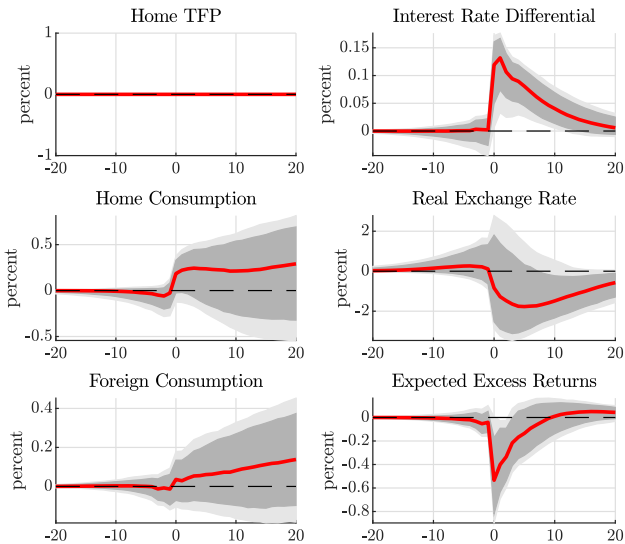 Home TFP
percent
1
0
-1
-20 -10 0 10 20
Interest Rate Differential
percent
0.15
0.1
0.05
0
-20 -10 0 10 20
Home Consumption
percent
0.5
0
-0.5
-20 -10 0 10 20
Real Exchange Rate
percent
2
0
-2
-20 -10 0 10 20
Foreign Consumption
percent
0.4
0.2
0
-20 -10 0 10 20
Expected Excess Returns
percent
0
-0.2
-0.4
-0.6
-0.8
-20 -10 0 10 20